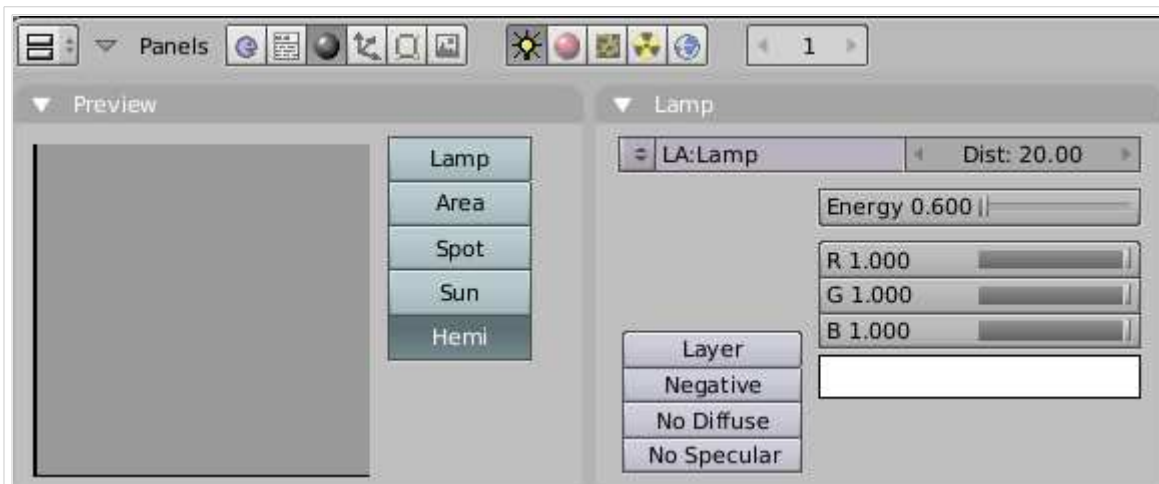 Panels 1
Preview
Lamp
Area
Spot
Sun
Hemi
Lamp
LA:Lamp Dist: 20.00
Energy 0.600
R 1.000
G 1.000
B 1.000
Layer
Negative
No Diffuse
No Specular